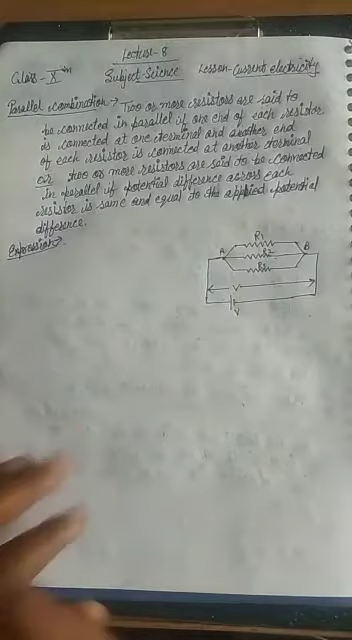 Lecture-8
Class-Xth Subject-Science Lesson-Current electricity
Parallel combination → Two or more resistors are said to
be connected in parallel if one end of each resistor
is connected at one terminal and another end
of each resistor is connected at another terminal
or two or more resistors are said to be connected
in parallel if potential difference across each
resistor is same and equal to the applied potential
difference.
Expression→
R1
A R2 B
R3
V
V